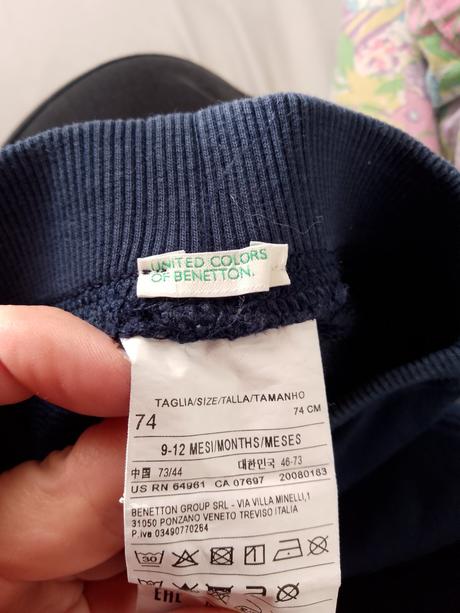 UNITED COLORS
OF BENETTON.
TAGLIA/SIZE/TALLA/TAMANHO
74 74 CM
9-12 MESI/MONTHS/MESES
中国 73/44 대한민국 46-73
US RN 64961 CA 07697 20080183
BENETTON GROUP SRL - VIA VILLA MINELLI,1
31050 PONZANO VENETO TREVISO ITALIA
P.iva 03490770264
30
EAC